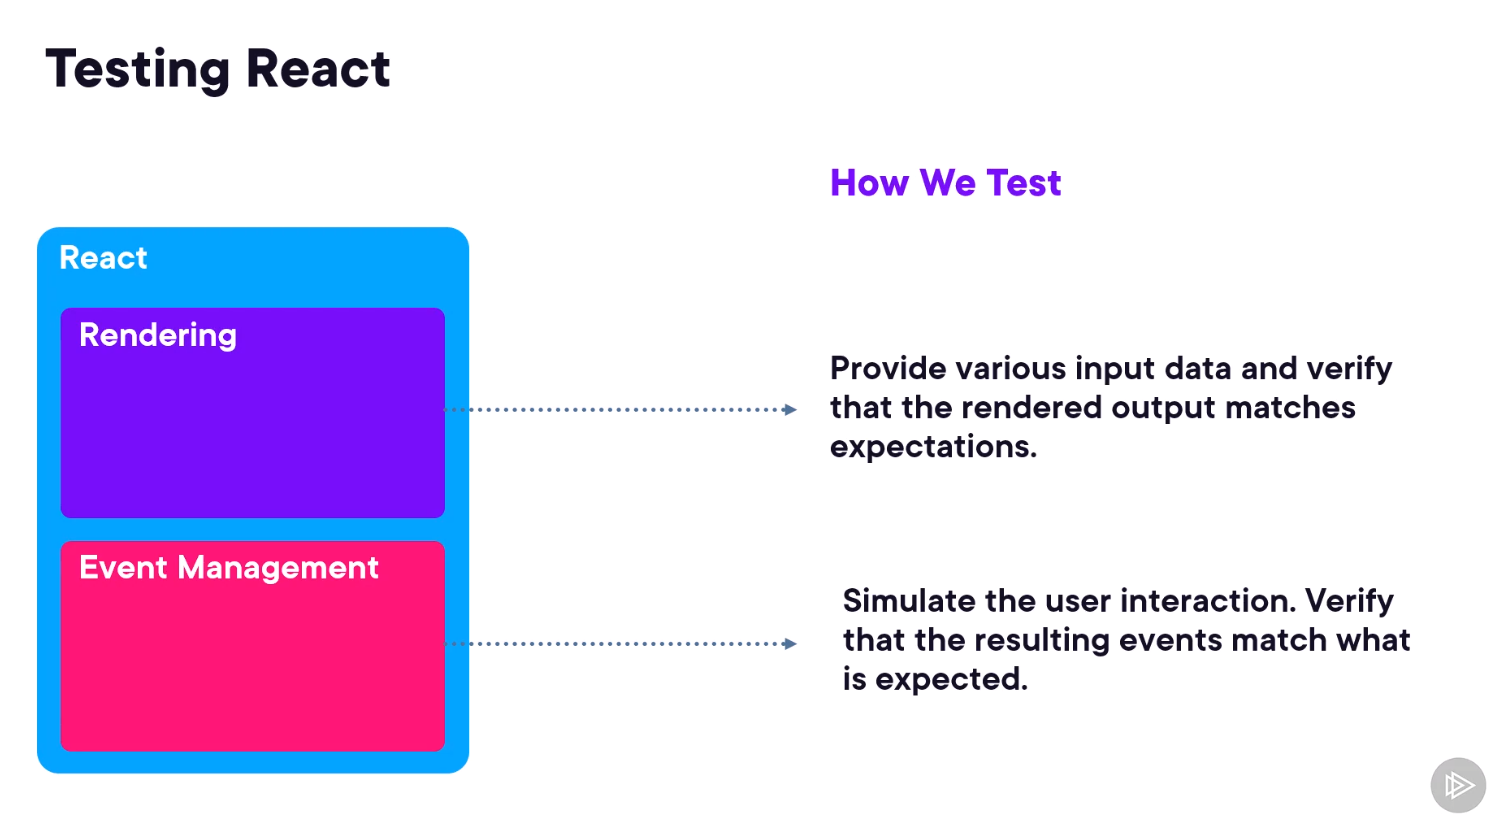 Testing React
How We Test
React
Rendering
Provide various input data and verify
that the rendered output matches
expectations.
Event Management
Simulate the user interaction. Verify
that the resulting events match what
is expected.